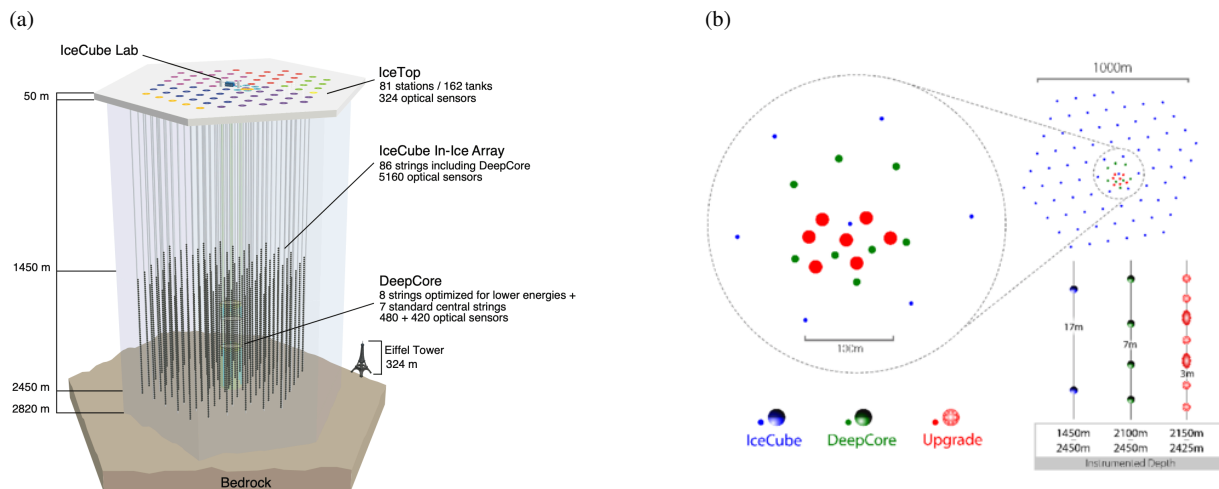 (a)
IceCube Lab
IceTop
81 stations / 162 tanks
324 optical sensors
50 m
IceCube In-Ice Array
86 strings including DeepCore
5160 optical sensors
1450 m
DeepCore
8 strings optimized for lower energies +
7 standard central strings
480 + 420 optical sensors
Eiffel Tower
324 m
2450 m
2820 m
Bedrock
(b)
1000m
100m
17m
7m
3m
IceCube
DeepCore
Upgrade
1450m 2100m 2150m
2450m 2450m 2425m
Instrumented Depth